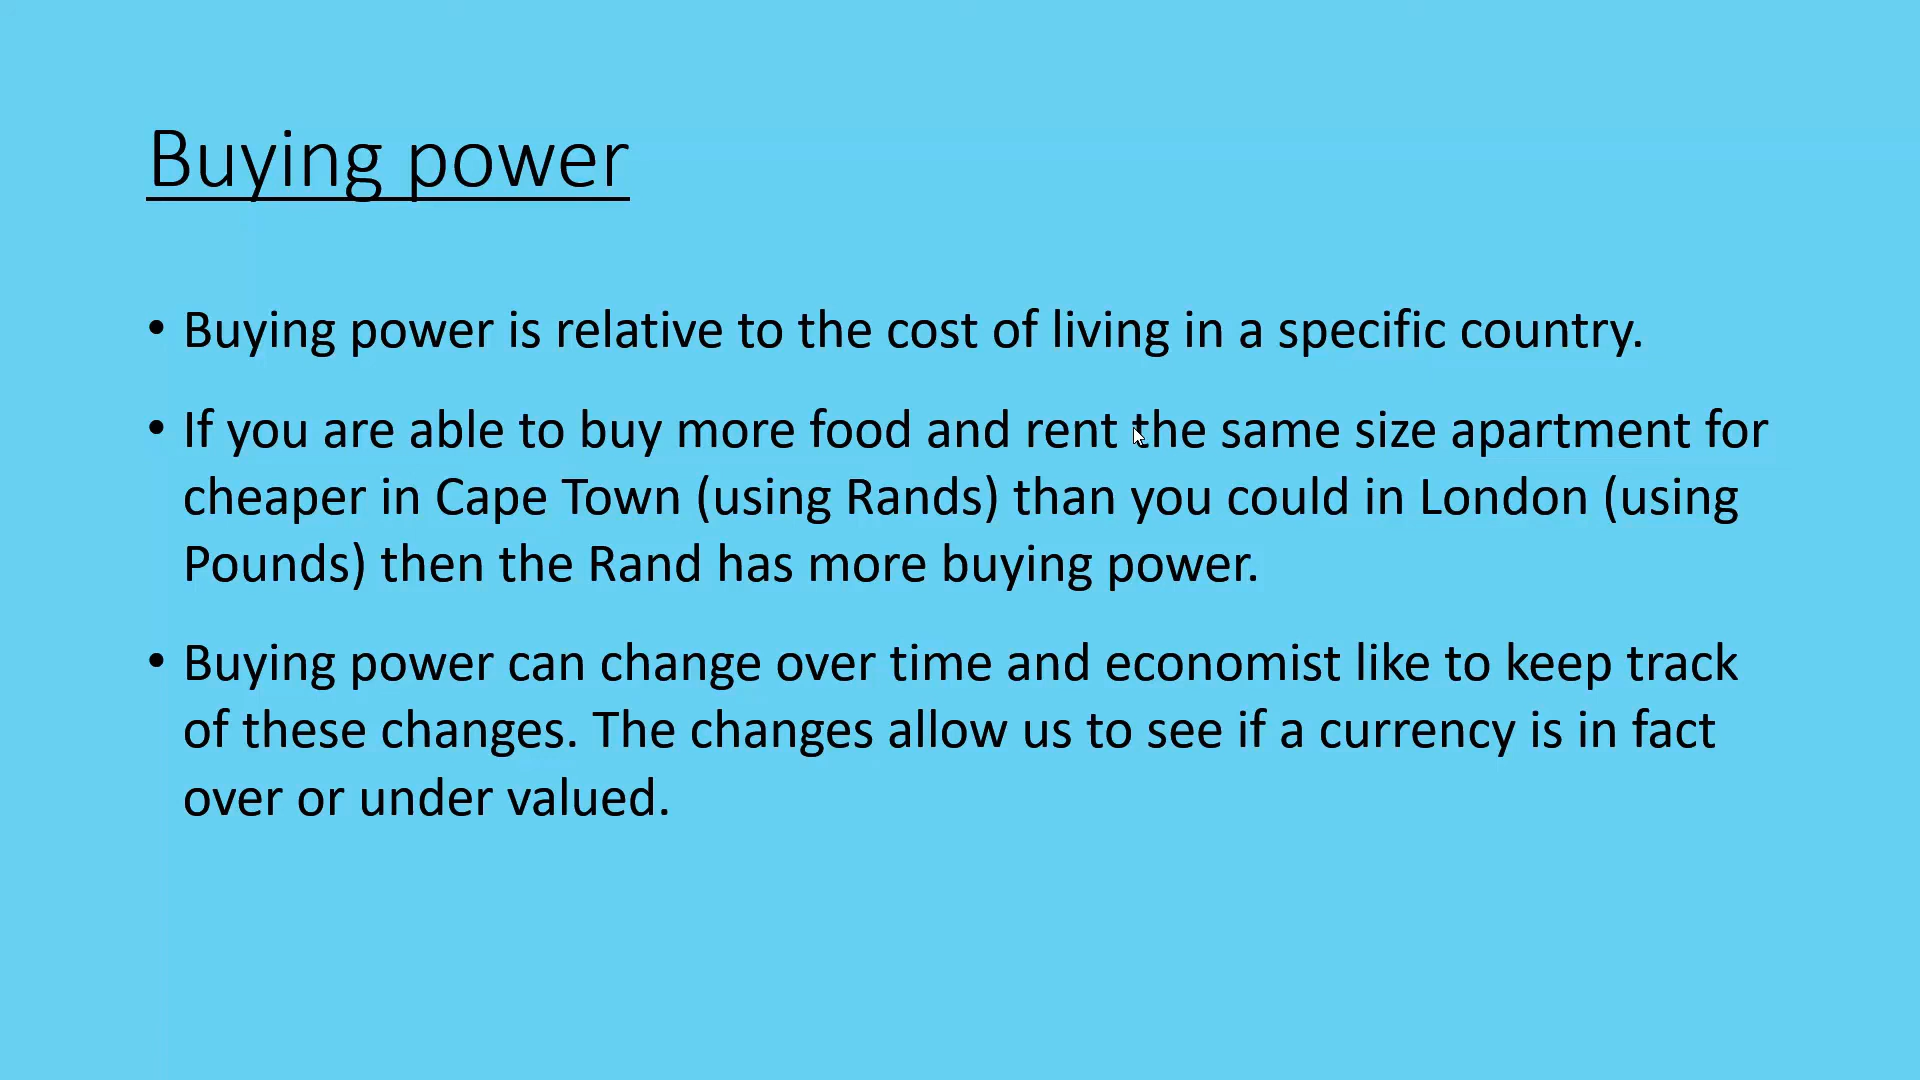 Buying power
• Buying power is relative to the cost of living in a specific country.
• If you are able to buy more food and rent the same size apartment for
cheaper in Cape Town (using Rands) than you could in London (using
Pounds) then the Rand has more buying power.
• Buying power can change over time and economist like to keep track
of these changes. The changes allow us to see if a currency is in fact
over or under valued.